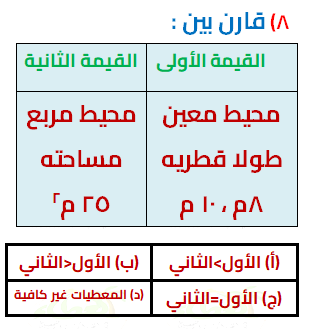 ٨) قارن بين :
القيمة الأولى
القيمة الثانية
محيط معين
طولا قطريه
٨م ، ١٠ م
محيط مربع
مساحته
٢٥ م٢
(أ) الأول>الثاني
(ب) الأول<الثاني
(ج) الأول=الثاني
(د) المعطيات غير كافية